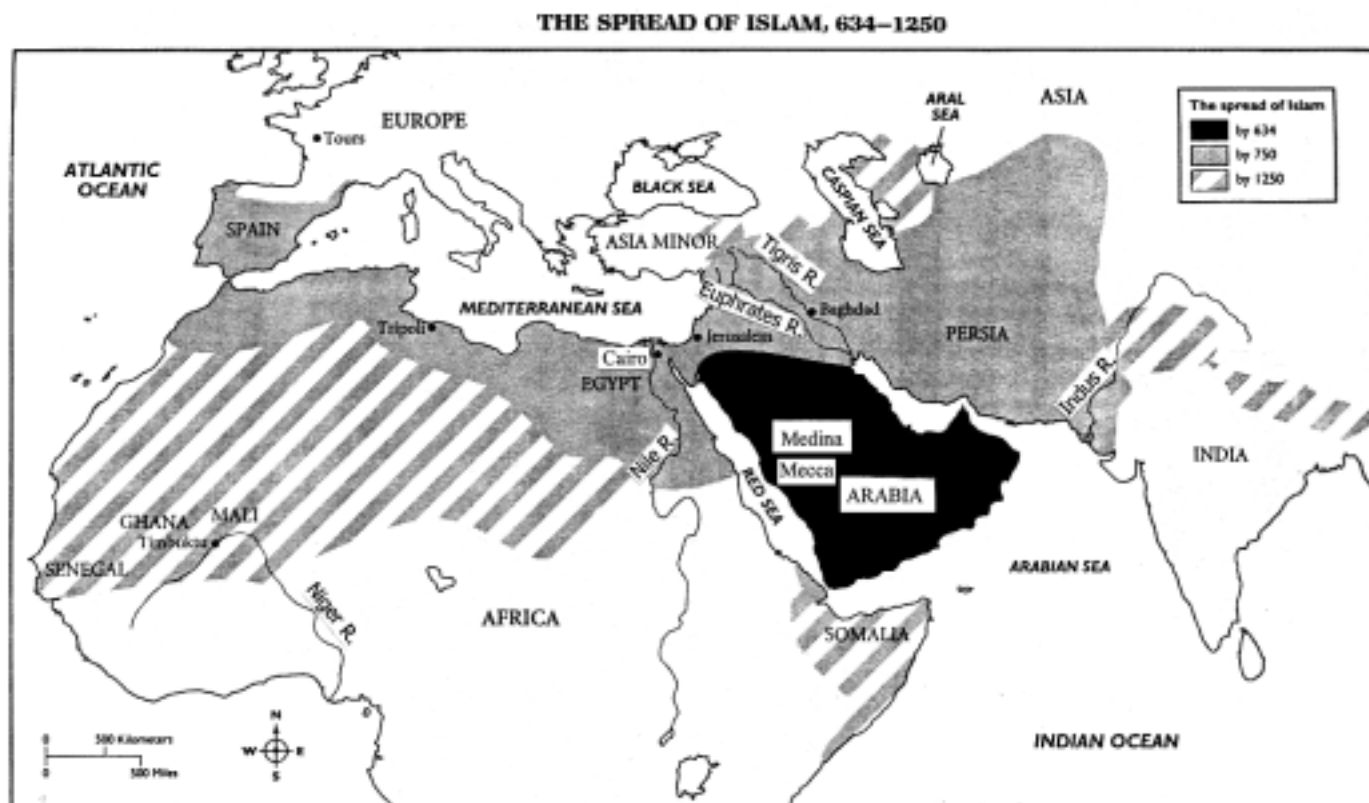 THE SPREAD OF ISLAM, 634–1250
The spread of Islam
by 634
by 750
by 1250
ASIA
ARAL
SEA
EUROPE
Tours
ATLANTIC
OCEAN
BLACK SEA
CASPIAN SEA
SPAIN
ASIA MINOR
Tigris R.
MEDITERRANEAN SEA
Euphrates R.
Baghdad
Tripoli
Jerusalem
PERSIA
Cairo
EGYPT
Indus R.
Medina
Mecca
ARABIA
Nile R.
RED SEA
INDIA
GHANA
MALI
Timbuktu
SENEGAL
ARABIAN SEA
Niger R.
AFRICA
SOMALIA
N
W
E
S
INDIAN OCEAN
0 500 Kilometers
0 500 Miles